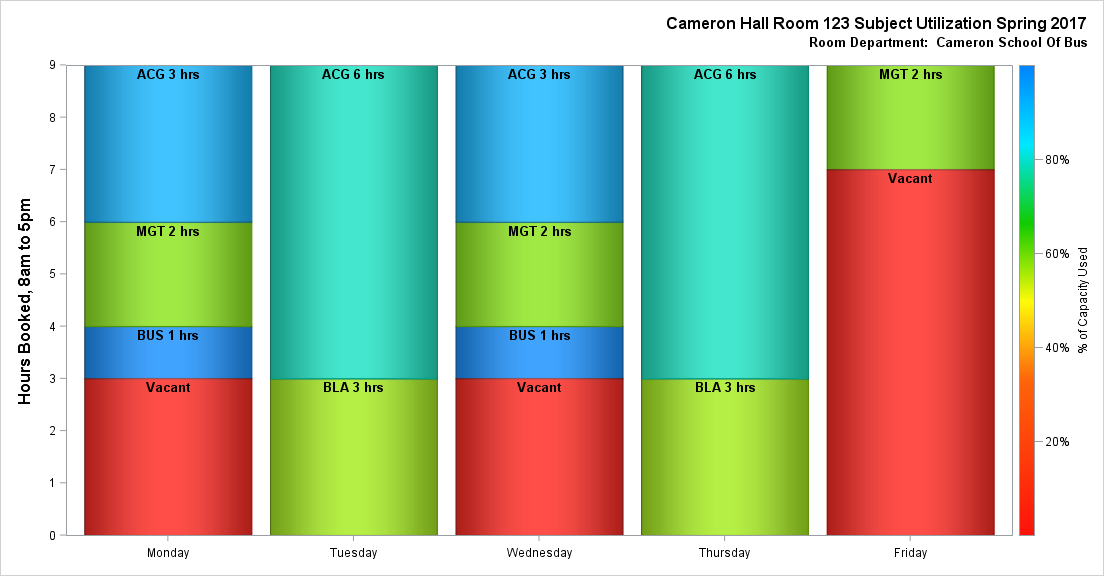 Cameron Hall Room 123 Subject Utilization Spring 2017
Room Department:  Cameron School Of Bus
Hours Booked, 8am to 5pm
9
8
7
6
5
4
3
2
1
0
ACG 3 hrs
MGT 2 hrs
BUS 1 hrs
Vacant
ACG 6 hrs
BLA 3 hrs
ACG 3 hrs
MGT 2 hrs
BUS 1 hrs
Vacant
ACG 6 hrs
BLA 3 hrs
MGT 2 hrs
Vacant
Monday
Tuesday
Wednesday
Thursday
Friday
80%
60%
40%
20%
% of Capacity Used